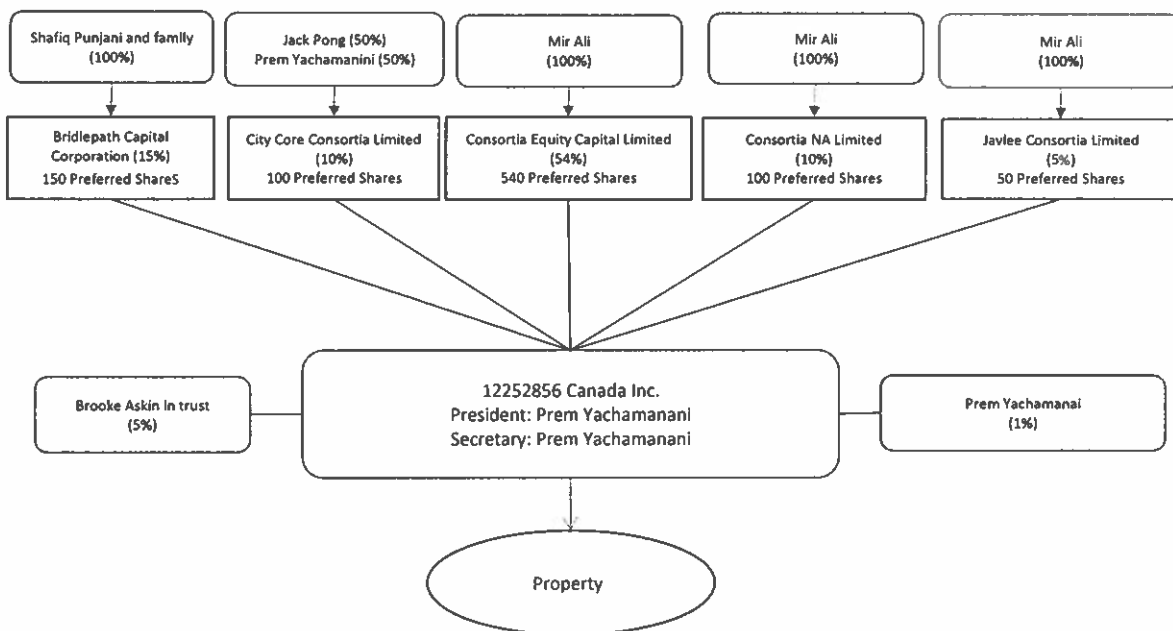 Shafiq Punjani and family
(100%)
Jack Pong (50%)
Prem Yachamanini (50%)
Mir Ali
(100%)
Mir Ali
(100%)
Mir Ali
(100%)
Bridlepath Capital
Corporation (15%)
150 Preferred ShareS
City Core Consortia Limited
(10%)
100 Preferred Shares
Consortia Equity Capital Limited
(54%)
540 Preferred Shares
Consortia NA Limited
(10%)
100 Preferred Shares
Javlee Consortia Limited
(5%)
50 Preferred Shares
Brooke Askin In trust
(5%)
12252856 Canada Inc.
President: Prem Yachamanani
Secretary: Prem Yachamanani
Prem Yachamanai
(1%)
Property